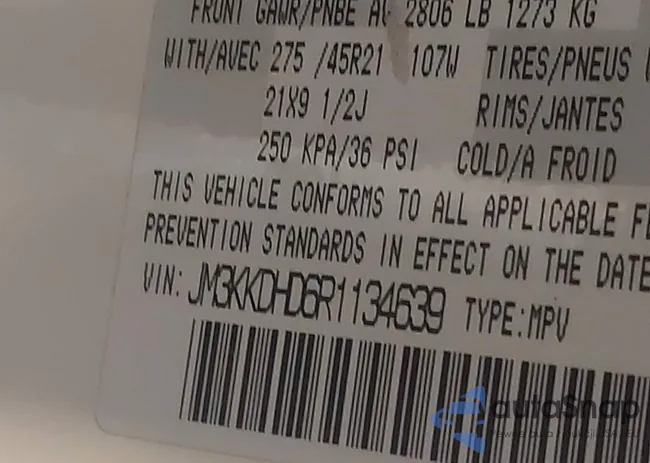 FRONT GAWR/PNBE AV 2806 LB 1273 KG
WITH/AVEC 275 /45R21 107W TIRES/PNEUS
21X9 1/2J RIMS/JANTES
250 KPA/36 PSI COLD/A FROID
THIS VEHICLE CONFORMS TO ALL APPLICABLE
PREVENTION STANDARDS IN EFFECT ON THE DATE
VIN: JM3KKDHD6R1134639 TYPE:MPV
autaSnap